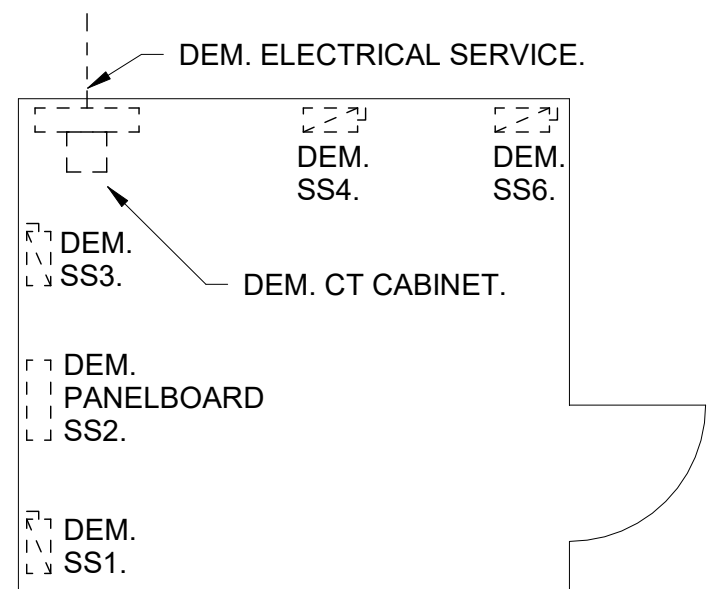 DEM. ELECTRICAL SERVICE.
DEM.
SS4.
DEM.
SS6.
DEM.
SS3.
DEM. CT CABINET.
DEM.
PANELBOARD
SS2.
DEM.
SS1.